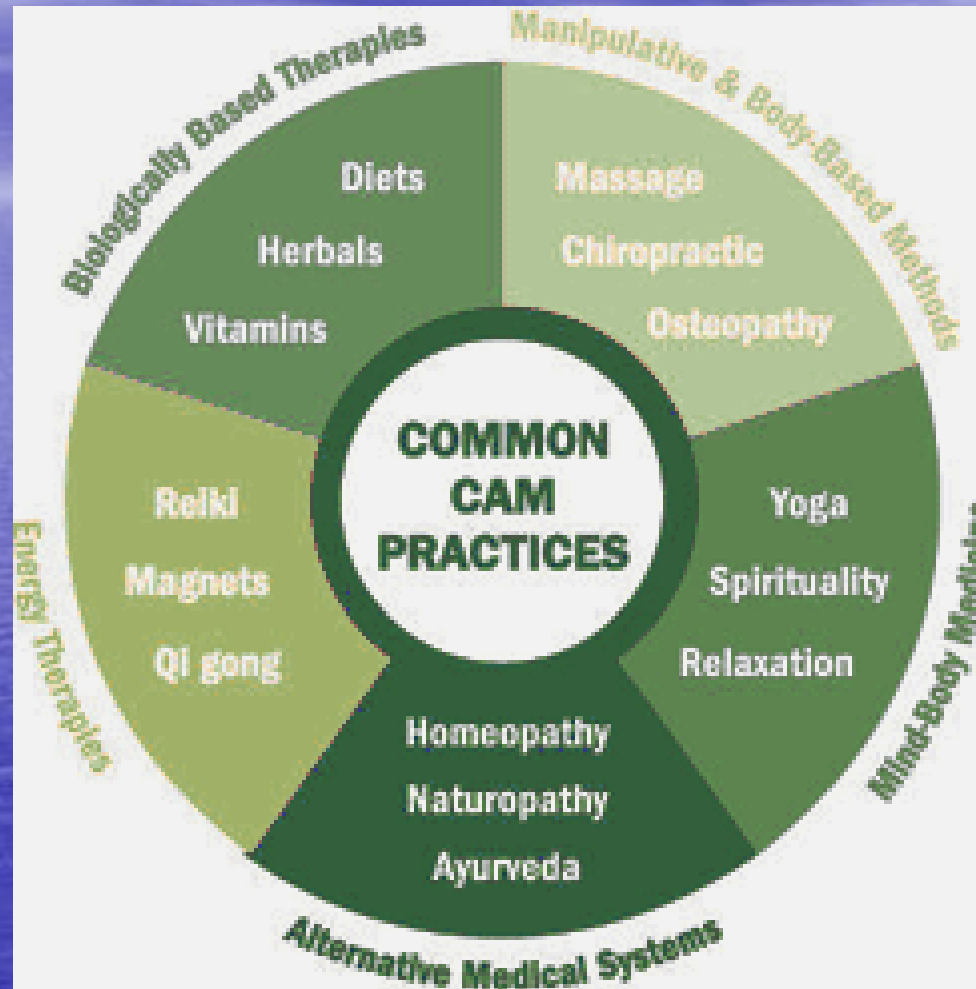 Biologically Based Therapies
Diets
Herbals
Vitamins
Manipulative & Body-Based Methods
Massage
Chiropractic
Osteopathy
COMMON
CAM
PRACTICES
Reiki
Magnets
Qi gong
Energy Therapies
Yoga
Spirituality
Relaxation
Mind-Body Medicine
Homeopathy
Naturopathy
Ayurveda
Alternative Medical Systems